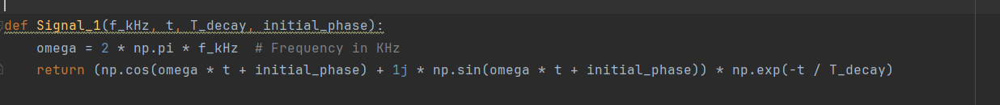 def Signal_1(f_kHz, t, T_decay, initial_phase):
    omega = 2 * np.pi * f_kHz  # Frequency in KHz
    return (np.cos(omega * t + initial_phase) + 1j * np.sin(omega * t + initial_phase)) * np.exp(-t / T_decay)